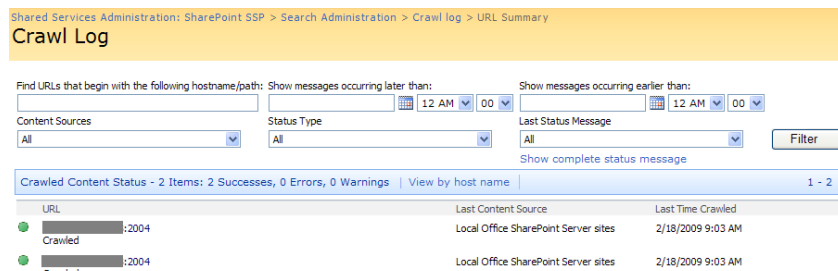 Shared Services Administration: SharePoint SSP > Search Administration > Crawl log > URL Summary
Crawl Log
Find URLs that begin with the following hostname/path: Show messages occurring later than: Show messages occurring earlier than:
12 AM 00 12 AM 00
Content Sources Status Type Last Status Message
All All All Filter
Show complete status message
Crawled Content Status - 2 Items: 2 Successes, 0 Errors, 0 Warnings | View by host name | 1 - 2
URL Last Content Source Last Time Crawled
:2004 Local Office SharePoint Server sites 2/18/2009 9:03 AM
Crawled
:2004 Local Office SharePoint Server sites 2/18/2009 9:03 AM